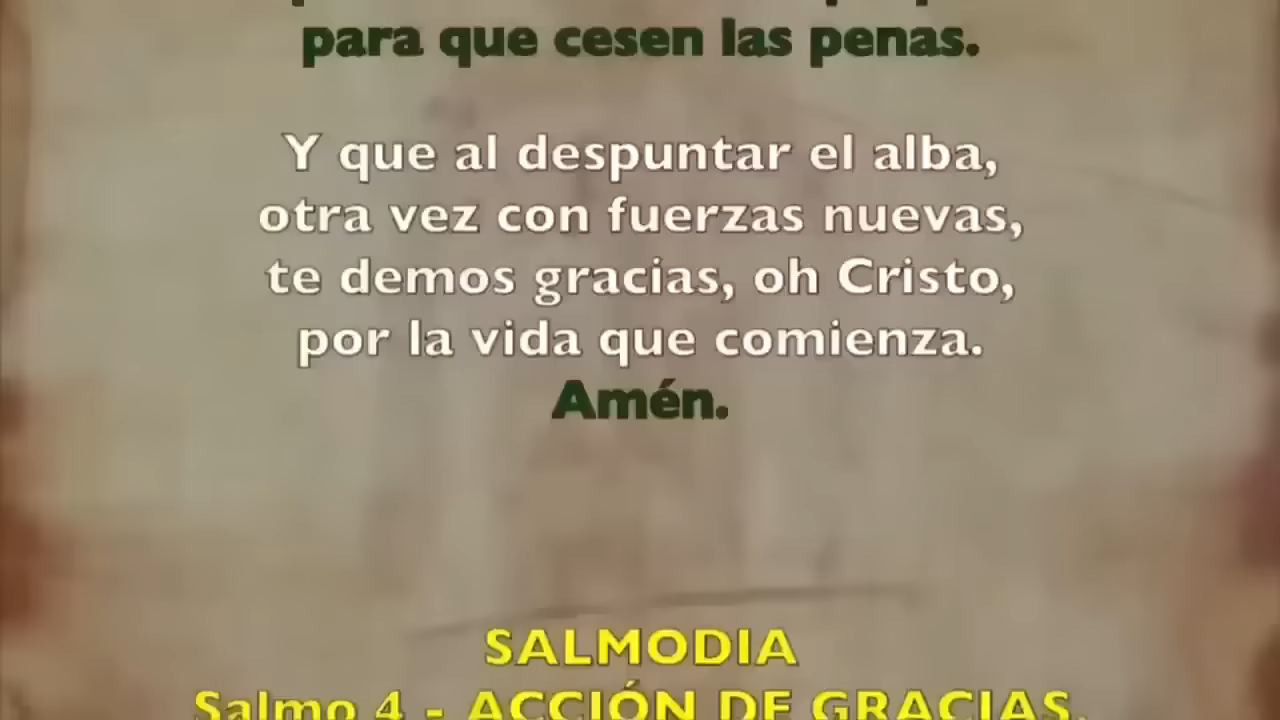 para que cesen las penas.
Y que al despuntar el alba,
otra vez con fuerzas nuevas,
te demos gracias, oh Cristo,
por la vida que comienza.
Amén.
SALMODIA
Salmo 4 - ACCIÓN DE GRACIAS.